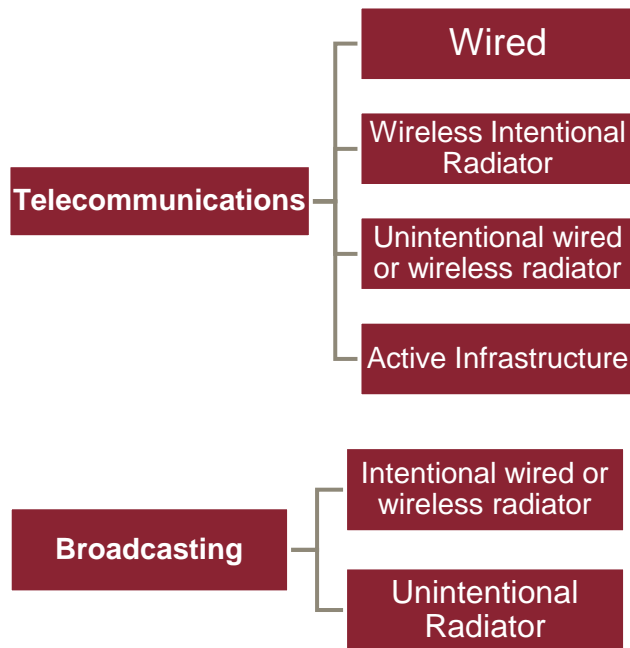 Wired
Wireless Intentional
Radiator
Telecommunications
Unintentional wired
or wireless radiator
Active Infrastructure
Intentional wired or
wireless radiator
Broadcasting
Unintentional
Radiator